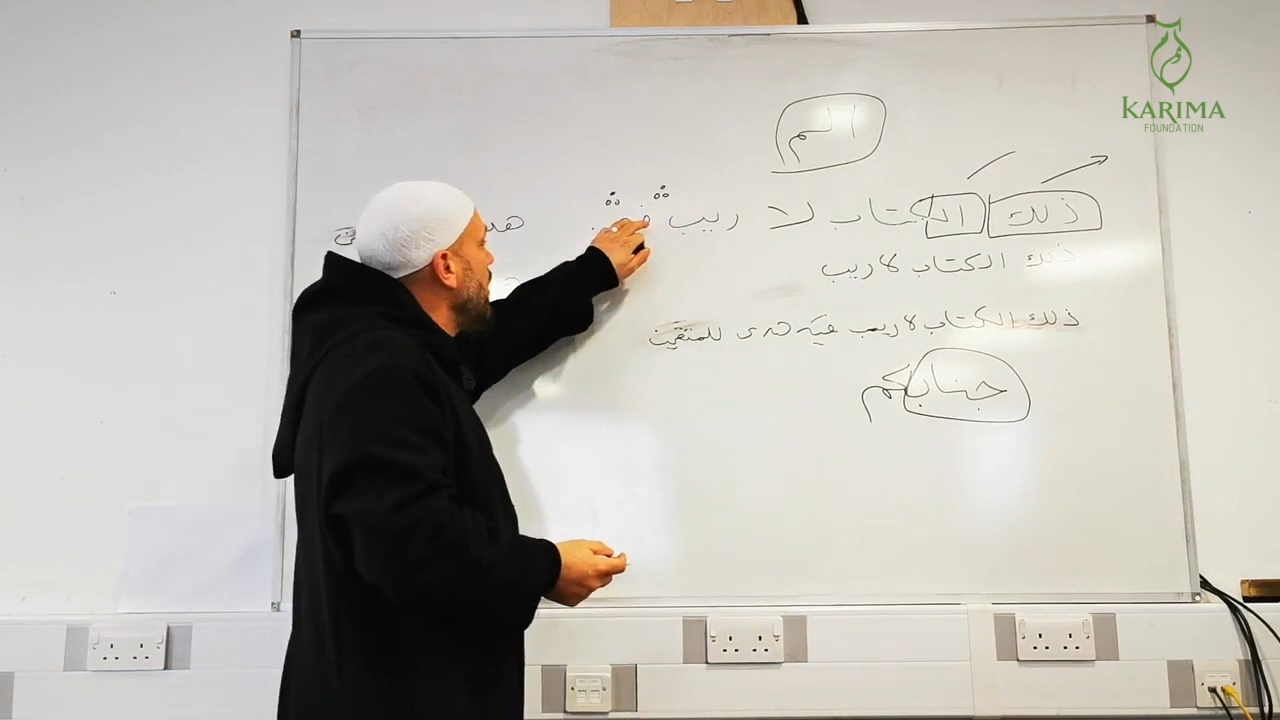 KARIMA
FOUNDATION
الم
ذلك الكتاب لا ريب
ذلك الكتاب لا ريب
ذلك الكتاب لا ريب فيه هدى للمتقين
جنابكم